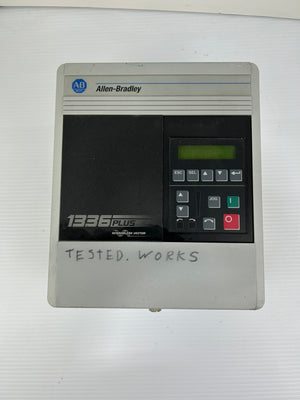 AB
Allen-Bradley
ESC SEL
JOG
1336 PLUS
TESTED. WORKS